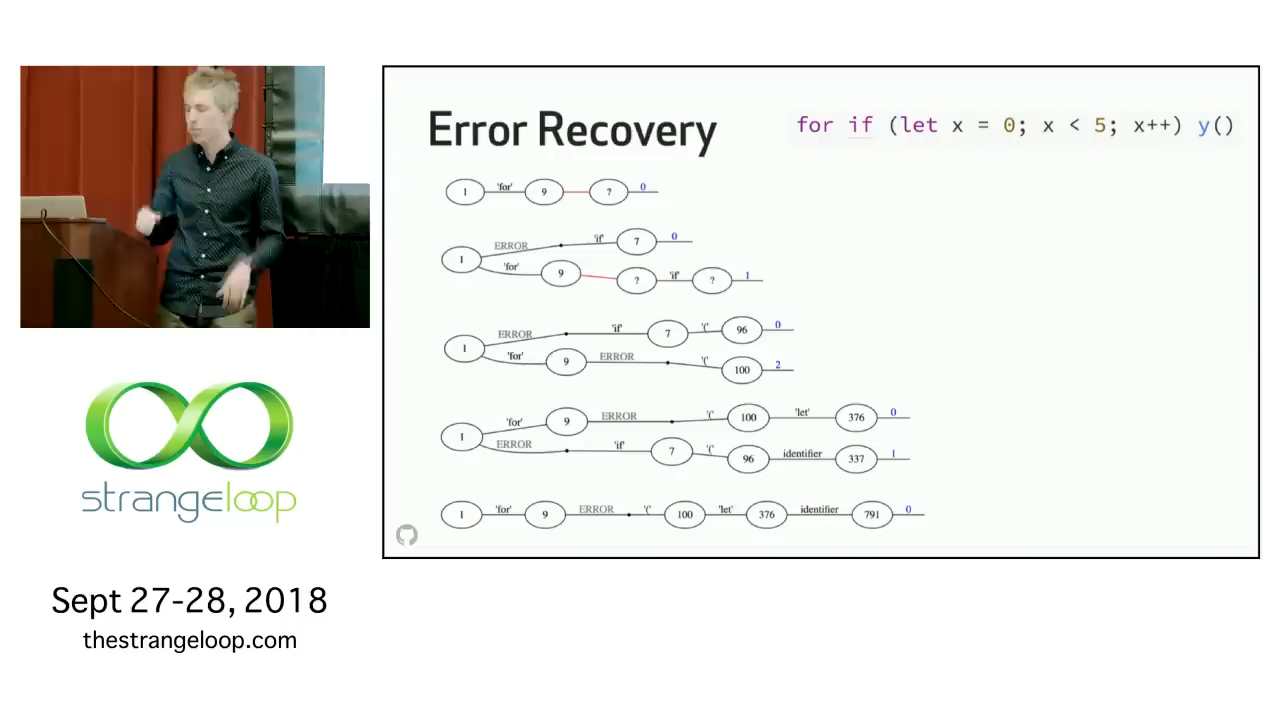 Error Recovery
for if (let x = 0; x < 5; x++) y()
1 'for' 9 ? 0
1 ERROR 'if' 7 0
'for' 9 ? 'if' ? 1
1 ERROR 'if' 7 '(' 96 0
'for' 9 ERROR '(' 100 2
1 'for' 9 ERROR '(' 100 'let' 376 0
ERROR 'if' 7 '(' 96 identifier 337 1
1 'for' 9 ERROR '(' 100 'let' 376 identifier 791 0
strangeloop
Sept 27-28, 2018
thestrangeloop.com